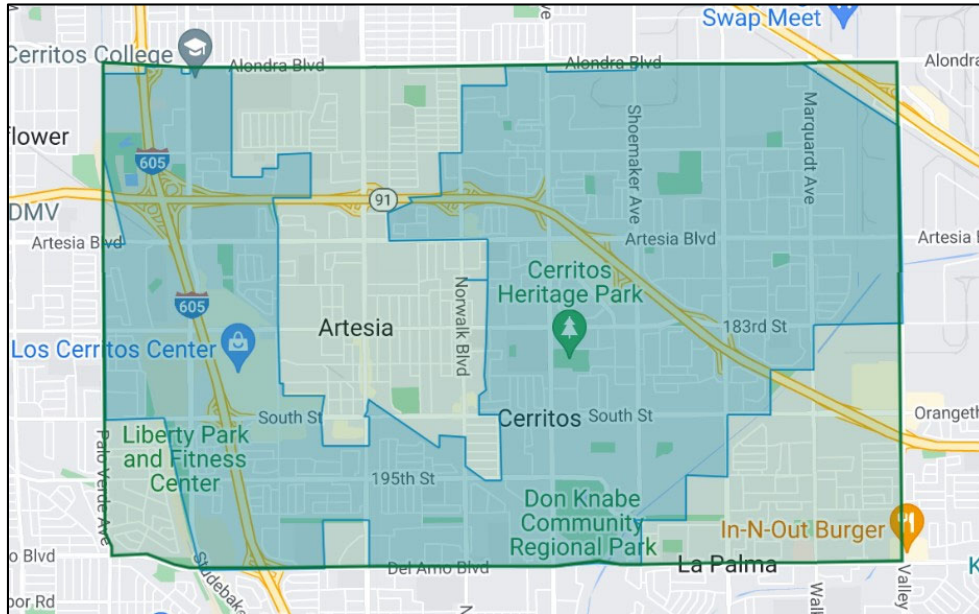 Swap Meet
Cerritos College
Alondra Blvd
Alondra Blvd
Alondra
flower
605
Shoemaker Ave
Marquardt Ave
91
DMV
Artesia Blvd
Artesia Blvd
Artesia B
Cerritos
Heritage Park
605
Norwalk Blvd
Artesia
183rd St
Los Cerritos Center
South St
Cerritos
South St
Orangeth
Palo Verde Ave
Liberty Park
and Fitness
Center
195th St
Don Knabe
Community
Regional Park
In-N-Out Burger
o Blvd
Del Amo Blvd
La Palma
Studebak
Wal
Valley
K
bor Rd
N